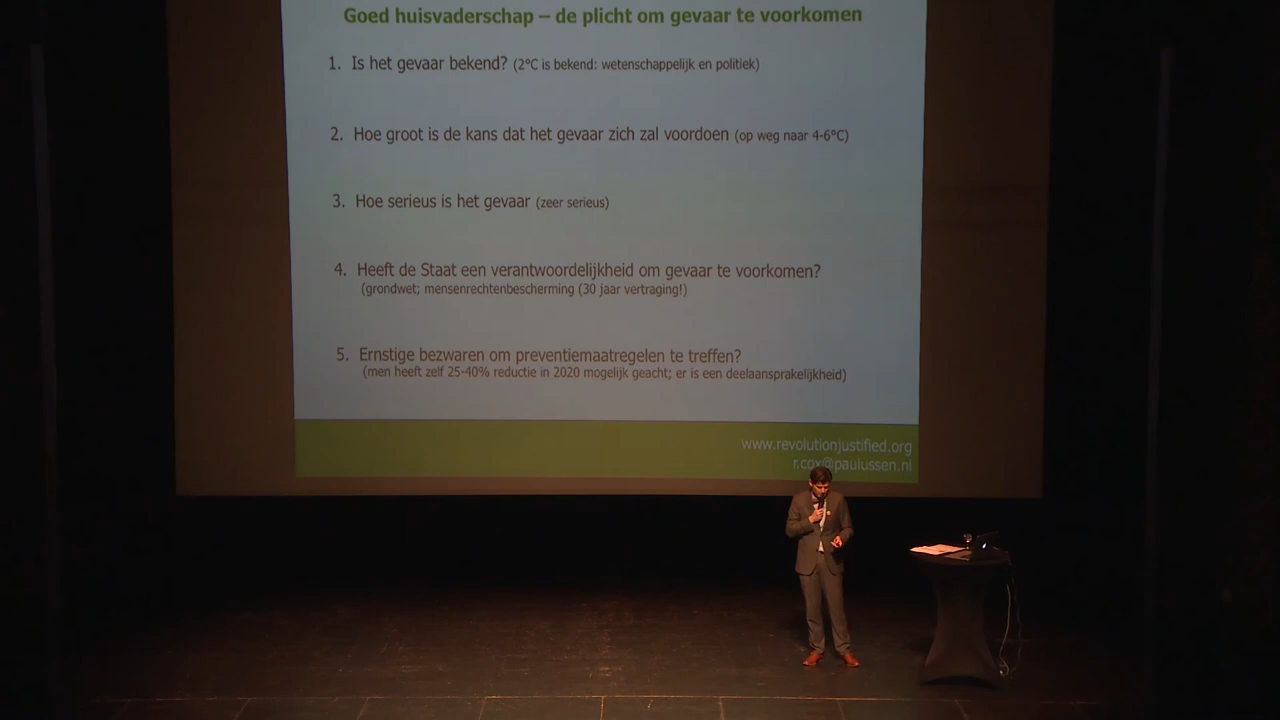 Goed huisvaderschap – de plicht om gevaar te voorkomen
1. Is het gevaar bekend? (2°C is bekend: wetenschappelijk en politiek)
2. Hoe groot is de kans dat het gevaar zich zal voordoen (op weg naar 4-6°C)
3. Hoe serieus is het gevaar (zeer serieus)
4. Heeft de Staat een verantwoordelijkheid om gevaar te voorkomen?
(grondwet; mensenrechtenbescherming (30 jaar vertraging!)
5. Ernstige bezwaren om preventiemaatregelen te treffen?
(men heeft zelf 25-40% reductie in 2020 mogelijk geacht; er is een deelaansprakelijkheid)
www.revolutionjustified.org
r.cox@paulussen.nl